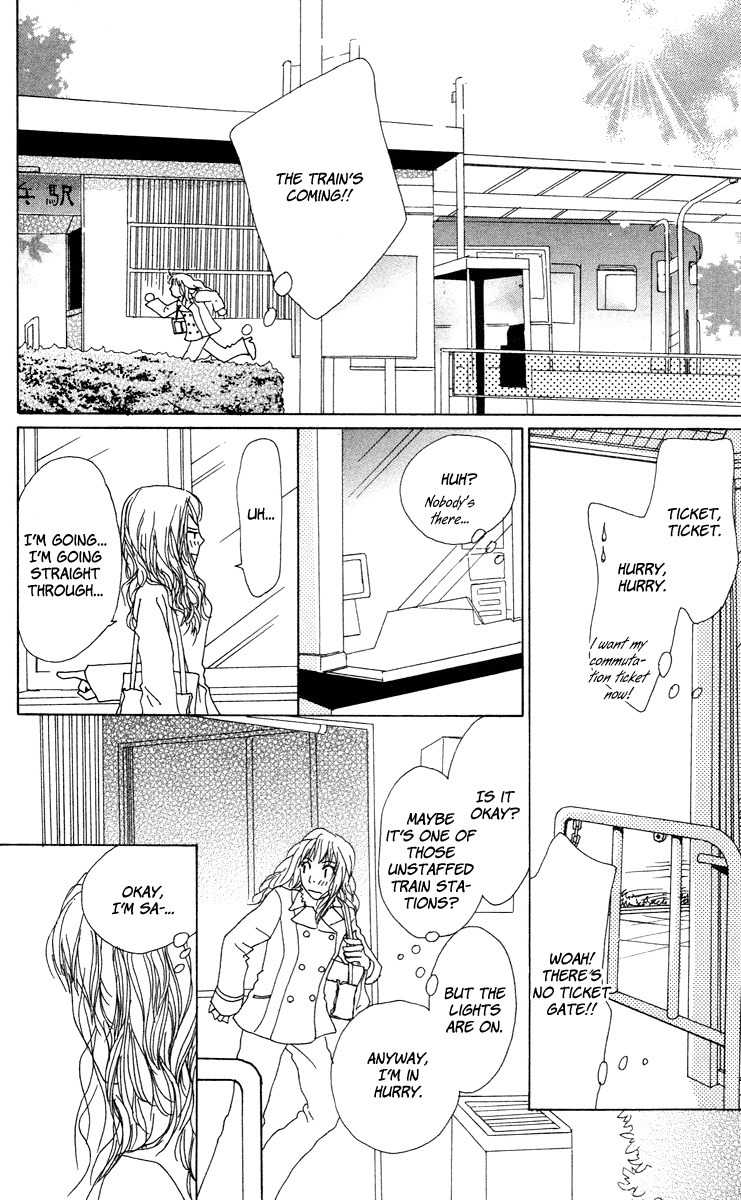 THE TRAIN'S
COMING!!
兵駅
TICKET,
TICKET.
HURRY,
HURRY.
I want my
commuta-
tion ticket
now!
WOAH!
THERE'S
NO TICKET
GATE!!
HUH?
Nobody's
there...
UH...
I'M GOING...
I'M GOING
STRAIGHT
THROUGH...
IS IT
OKAY?
MAYBE
IT'S ONE OF
THOSE
UNSTAFFED
TRAIN STA-
TIONS?
BUT THE
LIGHTS
ARE ON.
ANYWAY,
I'M IN
HURRY.
OKAY,
I'M SA-...